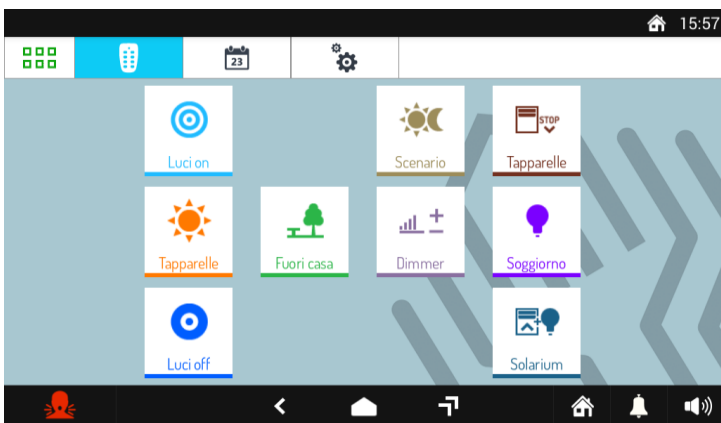 15:57
23
Luci on
Scenario
STOP
Tapparelle
Tapparelle
Fuori casa
Dimmer
Soggiorno
Luci off
Solarium